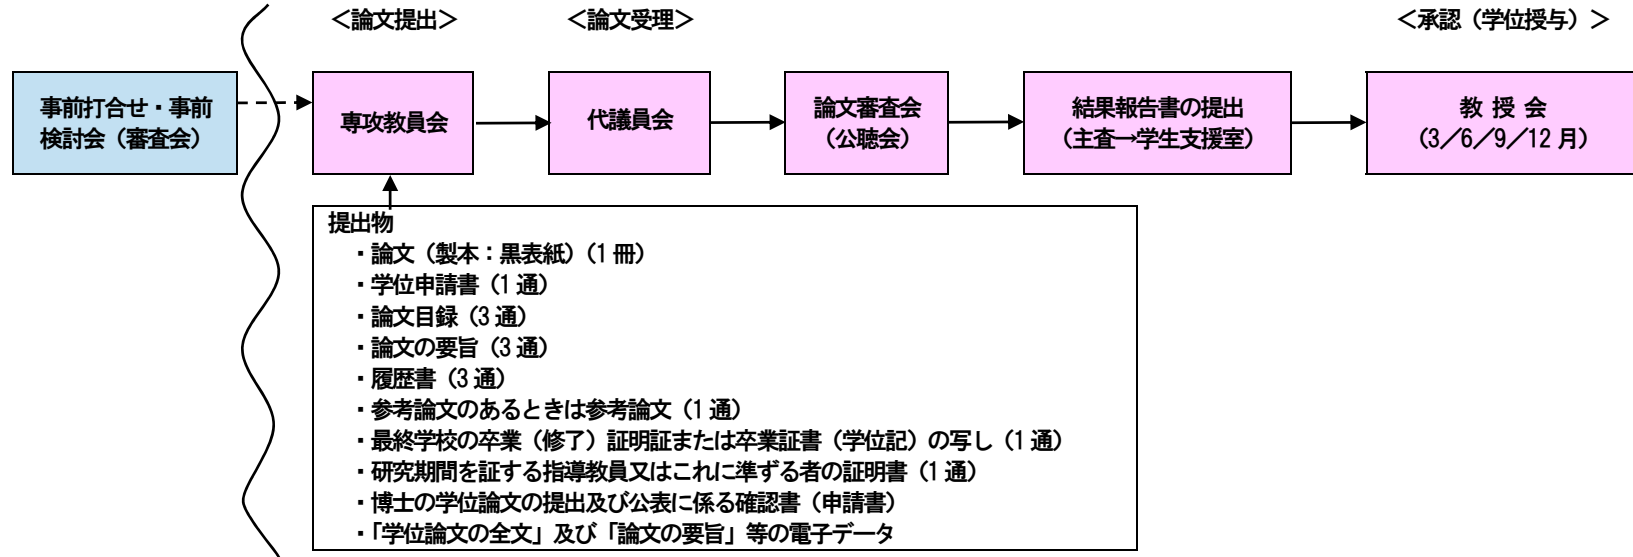 ＜論文提出＞
＜論文受理＞
＜承認（学位授与）＞
事前打合せ・事前
検討会（審査会）
専攻教員会
代議員会
論文審査会
（公聴会）
結果報告書の提出
（主査→学生支援室）
教 授 会
（3／6／9／12 月）
提出物
・論文（製本：黒表紙）（1 冊）
・学位申請書（1 通）
・論文目録（3 通）
・論文の要旨（3 通）
・履歴書（3 通）
・参考論文のあるときは参考論文（1 通）
・最終学校の卒業（修了）証明証または卒業証書（学位記）の写し（1 通）
・研究期間を証する指導教員又はこれに準ずる者の証明書（1 通）
・博士の学位論文の提出及び公表に係る確認書（申請書）
・「学位論文の全文」及び「論文の要旨」等の電子データ